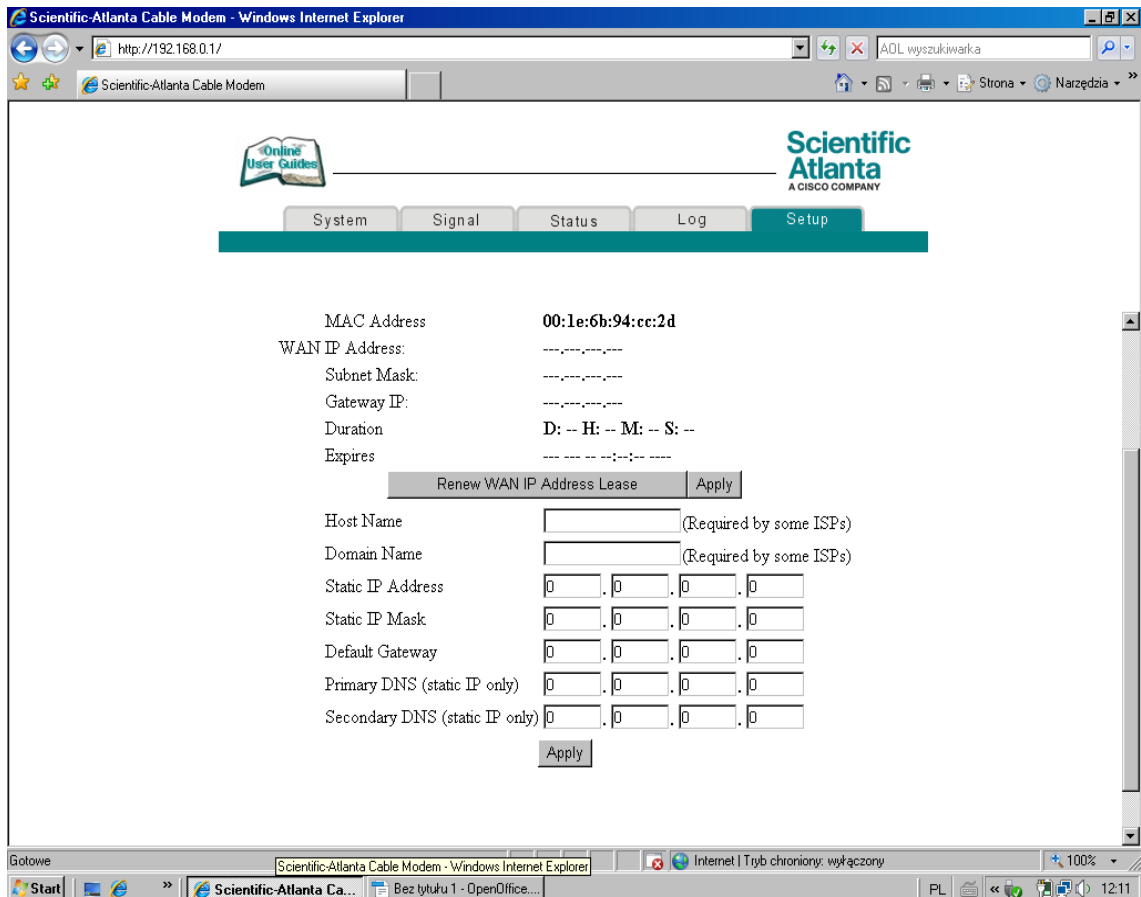 Scientific-Atlanta Cable Modem - Windows Internet Explorer
http://192.168.0.1/
AOL wyszukiwarka
Scientific-Atlanta Cable Modem
Strona
Narzędzia
»
Online
User Guides
Scientific
Atlanta
A CISCO COMPANY
System
Signal
Status
Log
Setup
MAC Address 00:1e:6b:94:cc:2d
WAN IP Address: ---.---.---.---
Subnet Mask: ---.---.---.---
Gateway IP: ---.---.---.---
Duration D: -- H: -- M: -- S: --
Expires --- --- -- --:--:-- ----
Renew WAN IP Address Lease Apply
Host Name (Required by some ISPs)
Domain Name (Required by some ISPs)
Static IP Address 0 . 0 . 0 . 0
Static IP Mask 0 . 0 . 0 . 0
Default Gateway 0 . 0 . 0 . 0
Primary DNS (static IP only) 0 . 0 . 0 . 0
Secondary DNS (static IP only) 0 . 0 . 0 . 0
Apply
Gotowe
Scientific-Atlanta Cable Modem - Windows Internet Explorer
Internet | Tryb chroniony: wyłączony
100%
Start
»
Scientific-Atlanta Ca...
Bez tytułu 1 - OpenOffice....
PL
«
12:11